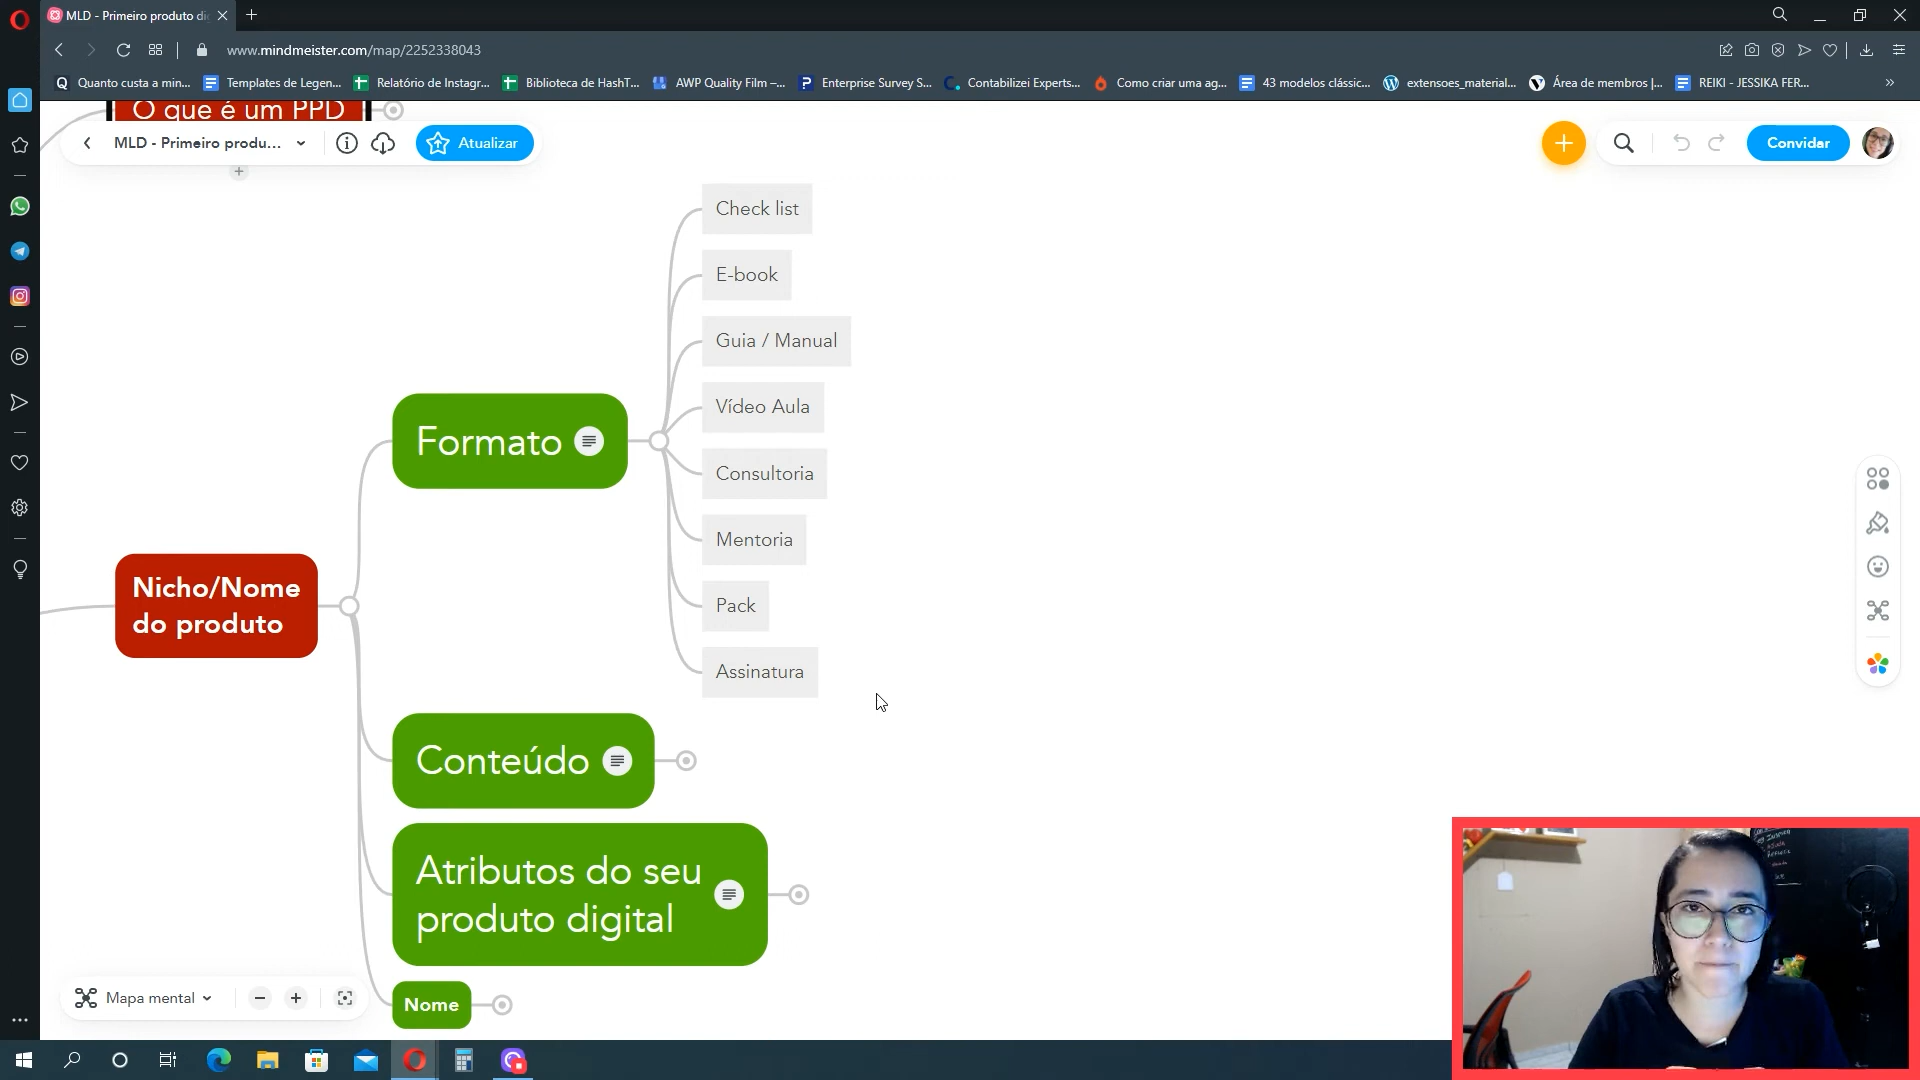 MLD - Primeiro produto di
www.mindmeister.com/map/2252338043
Quanto custa a min...
Templates de Legen...
Relatório de Instagr...
Biblioteca de HashT...
AWP Quality Film –...
Enterprise Survey S...
Contabilizei Experts...
Como criar uma ag...
43 modelos clássic...
extensoes_material...
Área de membros |...
REIKI - JESSIKA FER...
O que é um PPD
MLD - Primeiro produ...
Atualizar
Convidar
Check list
E-book
Guia / Manual
Vídeo Aula
Formato
Consultoria
Mentoria
Pack
Assinatura
Nicho/Nome
do produto
Conteúdo
Atributos do seu
produto digital
Nome
Mapa mental